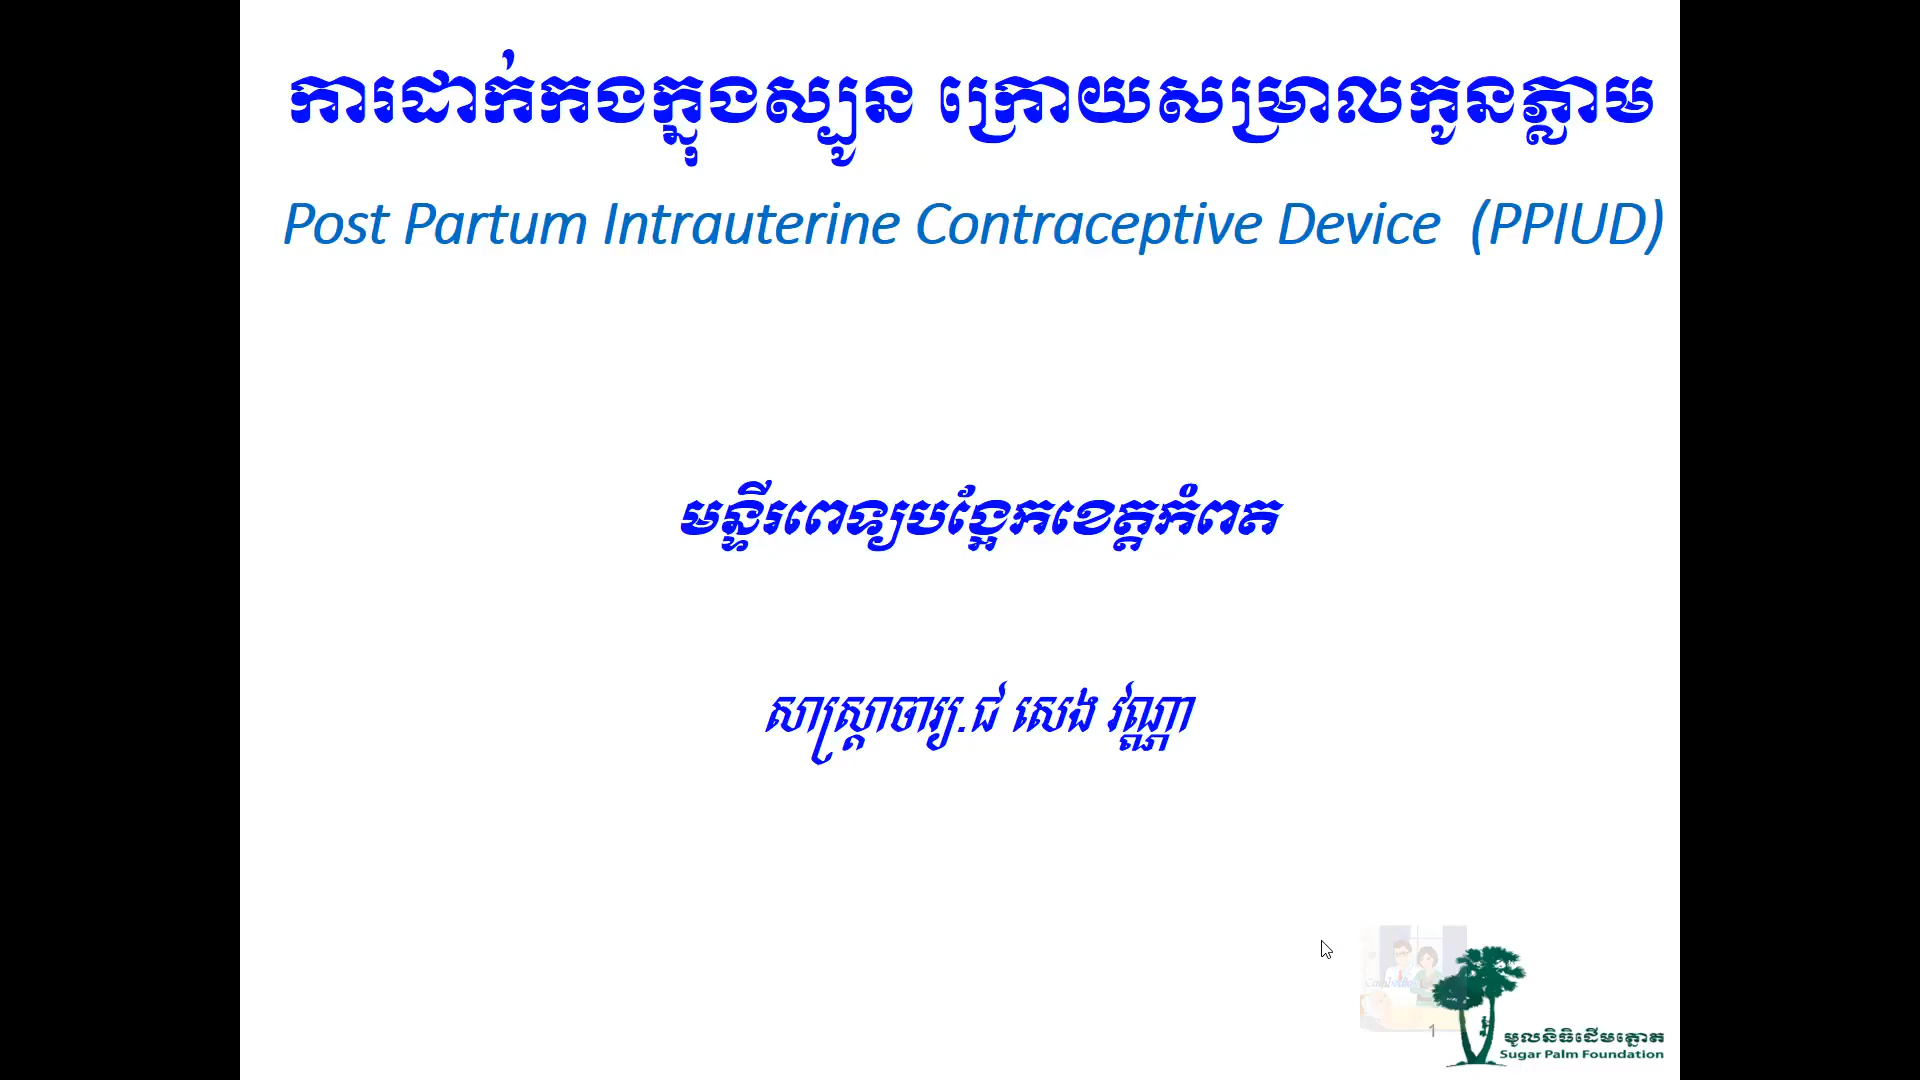 ការដាក់កងក្នុងស្បូន ក្រោយសម្រាលកូនភ្លាម
Post Partum Intrauterine Contraceptive Device (PPIUD)
មន្ទីរពេទ្យបង្អែកខេត្តកំពត
សាស្ត្រាចារ្យ.ជំ សេង វណ្ណា
1
មូលនិធិដើមត្នោត
Sugar Palm Foundation